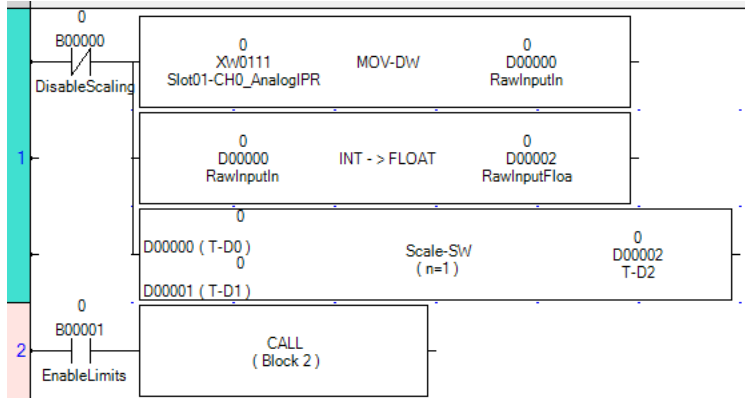 0
B00000
DisableScaling
0 0
XW0111 MOV-DW D00000
Slot01-CH0_AnalogIPR RawInputIn
1
0 0
D00000 INT - > FLOAT D00002
RawInputIn RawInputFloa
0
D00000 ( T-D0 ) Scale-SW 0
0 ( n=1 ) D00002
D00001 ( T-D1 ) T-D2
0
B00001
2
EnableLimits
CALL
( Block 2 )